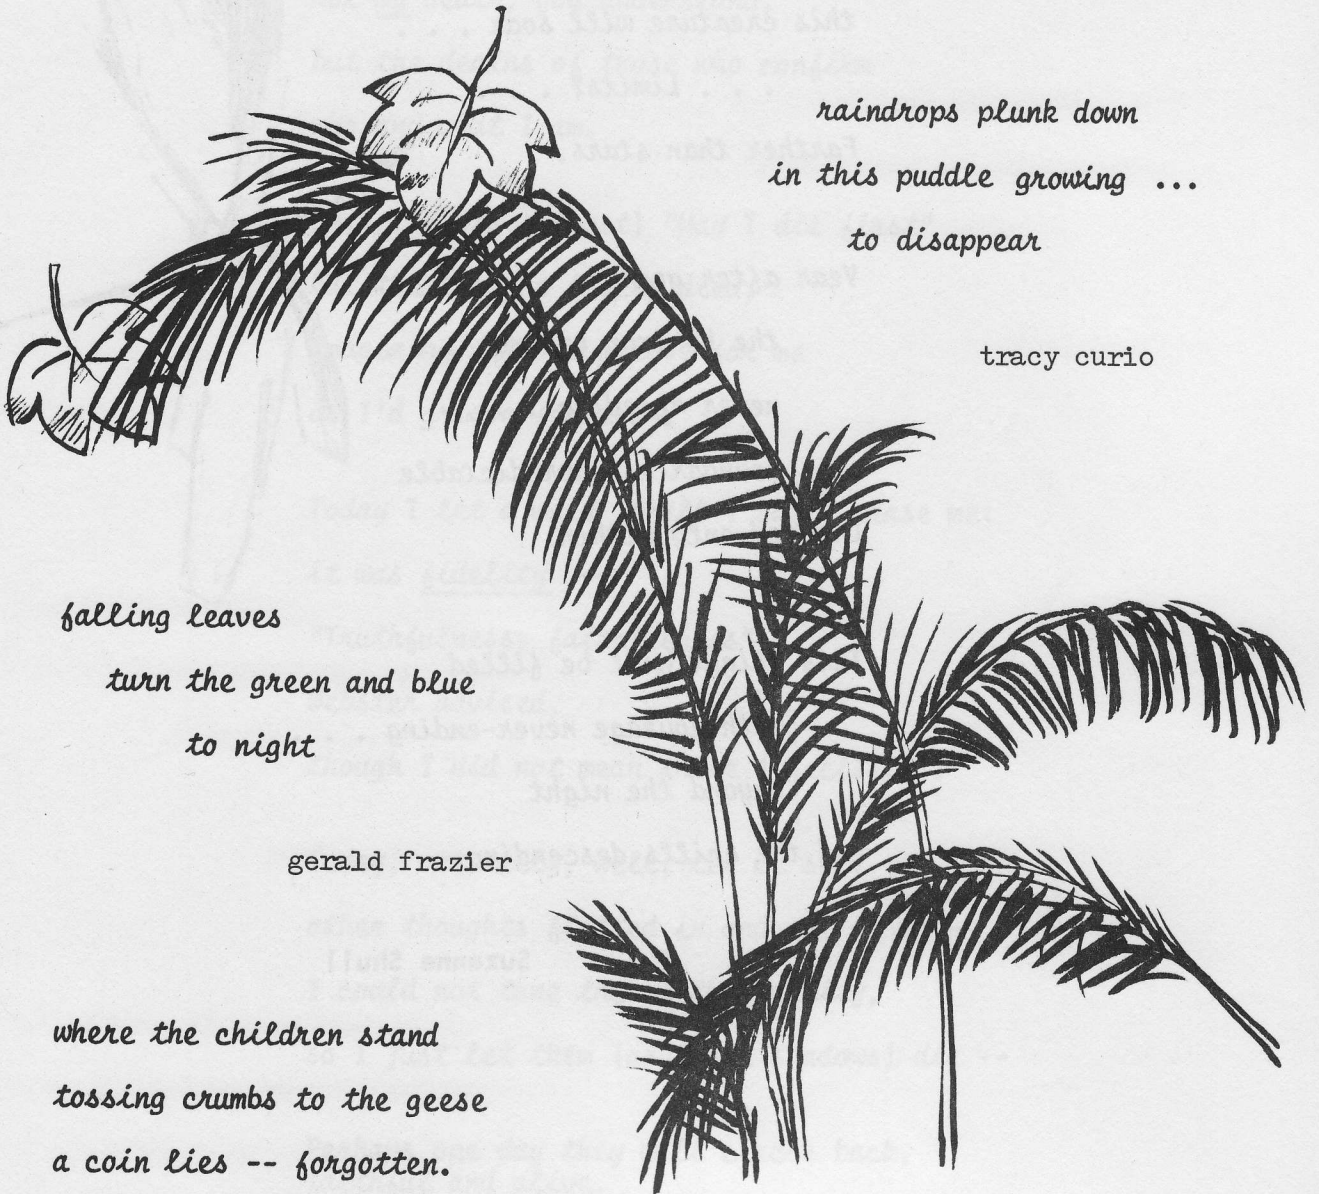 raindrops plunk down
in this puddle growing ...
to disappear
tracy curio
falling leaves
turn the green and blue
to night
gerald frazier
where the children stand
tossing crumbs to the geese
a coin lies -- forgotten.